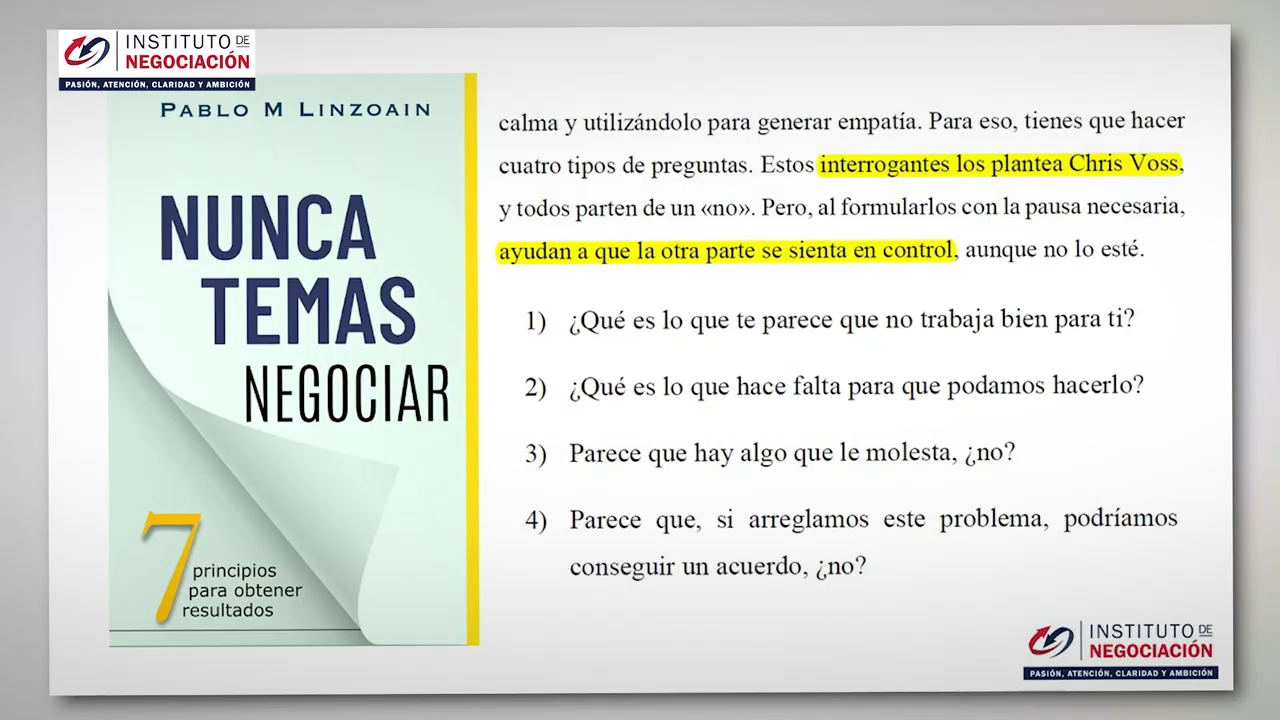 INSTITUTO DE
NEGOCIACIÓN
PASIÓN, ATENCIÓN, CLARIDAD Y AMBICIÓN
PABLO M LINZOAIN
NUNCA
TEMAS
NEGOCIAR
7
principios
para obtener
resultados
calma y utilizándolo para generar empatía. Para eso, tienes que hacer
cuatro tipos de preguntas. Estos interrogantes los plantea Chris Voss,
y todos parten de un «no». Pero, al formularlos con la pausa necesaria,
ayudan a que la otra parte se sienta en control, aunque no lo esté.
1) ¿Qué es lo que te parece que no trabaja bien para ti?
2) ¿Qué es lo que hace falta para que podamos hacerlo?
3) Parece que hay algo que le molesta, ¿no?
4) Parece que, si arreglamos este problema, podríamos
conseguir un acuerdo, ¿no?
INSTITUTO DE
NEGOCIACIÓN
PASIÓN, ATENCIÓN, CLARIDAD Y AMBICIÓN